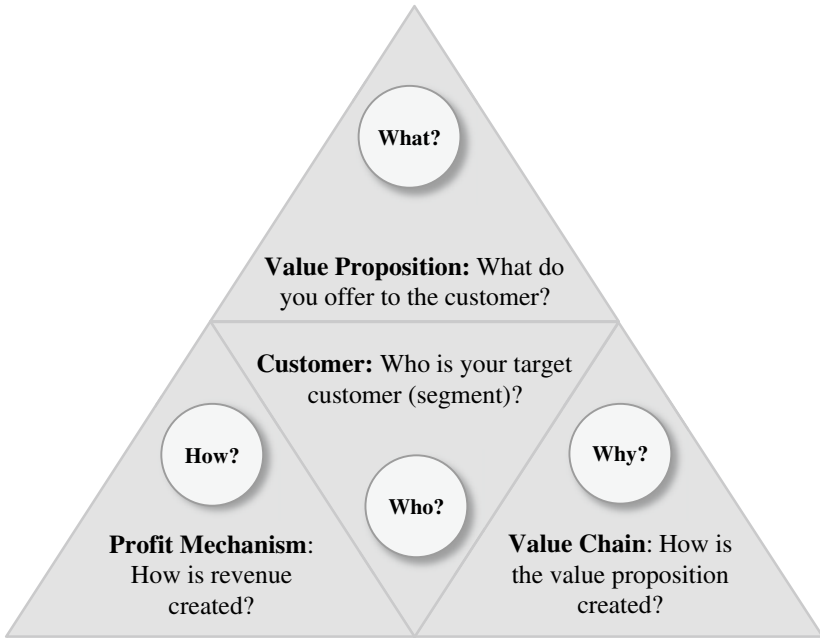 What?
Value Proposition: What do
you offer to the customer?
Customer: Who is your target
customer (segment)?
How?
Why?
Who?
Profit Mechanism:
How is revenue
created?
Value Chain: How is
the value proposition
created?